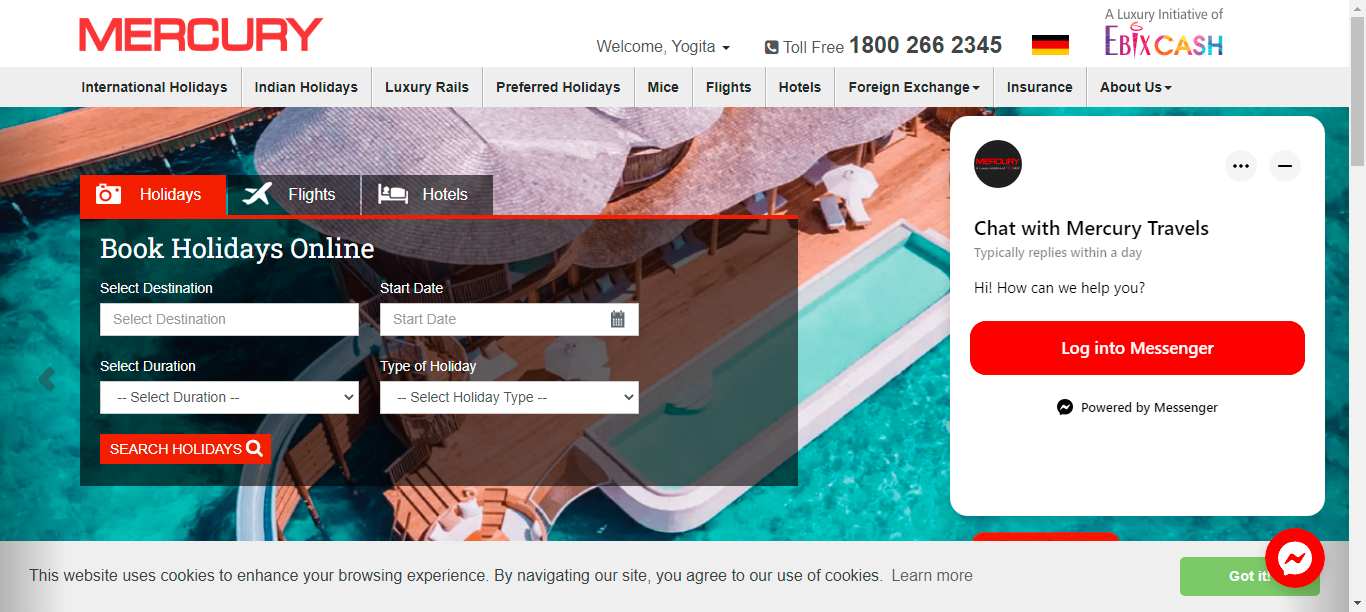 MERCURY
Welcome, Yogita
Toll Free 1800 266 2345
A Luxury Initiative of
EBIXCASH
International Holidays
Indian Holidays
Luxury Rails
Preferred Holidays
Mice
Flights
Hotels
Foreign Exchange
Insurance
About Us
Holidays
Flights
Hotels
Book Holidays Online
Select Destination
Start Date
Select Destination
Start Date
Select Duration
Type of Holiday
-- Select Duration --
-- Select Holiday Type --
SEARCH HOLIDAYS
MERCURY
Chat with Mercury Travels
Typically replies within a day
Hi! How can we help you?
Log into Messenger
Powered by Messenger
This website uses cookies to enhance your browsing experience. By navigating our site, you agree to our use of cookies. Learn more
Got it!